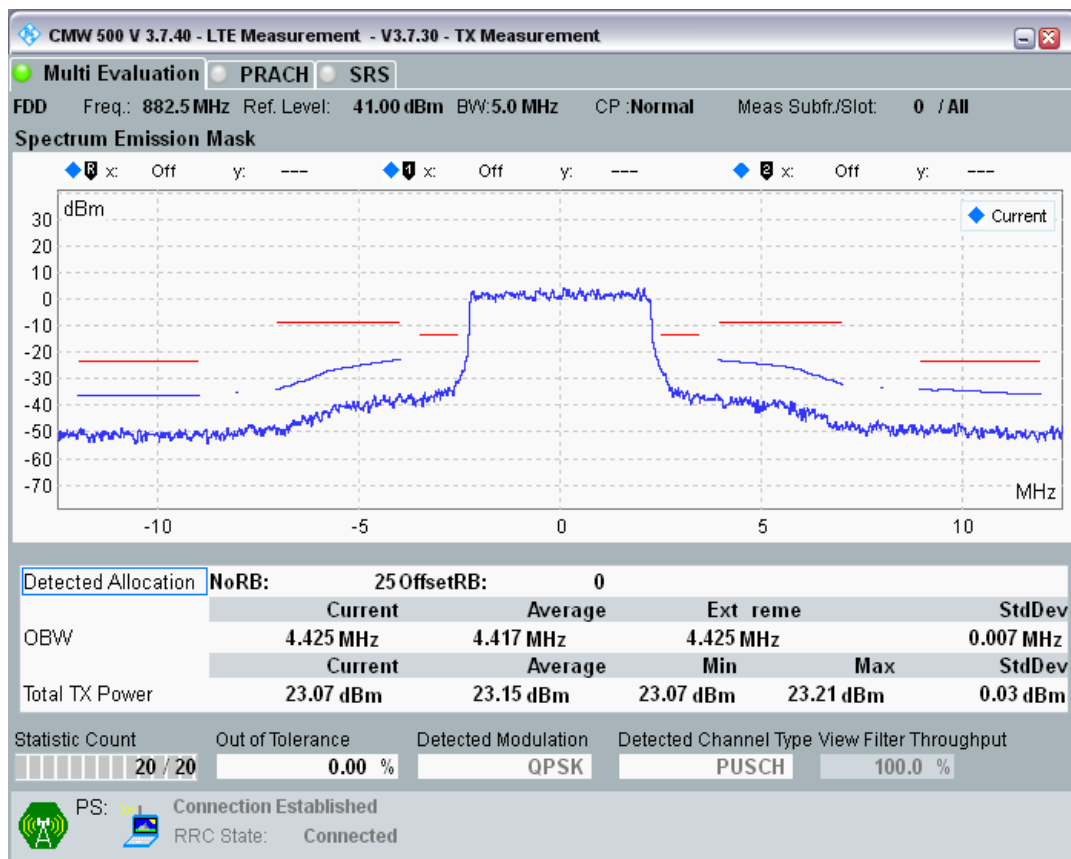 CMW 500 V 3.7.40 - LTE Measurement - V3.7.30 - TX Measurement
Multi Evaluation PRACH SRS
FDD Freq.: 882.5 MHz Ref. Level: 41.00 dBm BW:5.0 MHz CP :Normal Meas Subfr./Slot: 0 / All
Spectrum Emission Mask
R x: Off y: --- 1 x: Off y: --- 2 x: Off y: ---
dBm
Current
30
20
10
0
-10
-20
-30
-40
-50
-60
-70
MHz
-10 -5 0 5 10
Detected Allocation NoRB: 25 OffsetRB: 0
Current Average Ext reme StdDev
OBW 4.425 MHz 4.417 MHz 4.425 MHz 0.007 MHz
Current Average Min Max StdDev
Total TX Power 23.07 dBm 23.15 dBm 23.07 dBm 23.21 dBm 0.03 dBm
Statistic Count Out of Tolerance Detected Modulation Detected Channel Type View Filter Throughput
20 / 20 0.00 % QPSK PUSCH 100.0 %
PS: Connection Established
RRC State: Connected